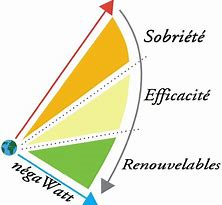 Sobriété
Efficacité
Renouvelables
négaWatt